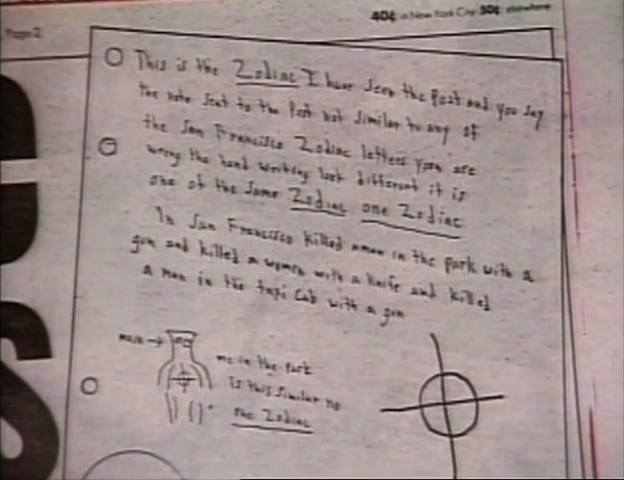 Page 2
40¢ in New York City 50¢ elsewhere
This is the Zodiac I have seen the Post and you say
the note sent to the Post not similar to any of
the San Francisco Zodiac letters you are
wrong the hand writing look different it is
one of the same Zodiac one Zodiac
In San Francisco killed a man in the park with a
gun and killed a women with a knife and killed
a man in the taxi cab with a gun
me in the park
is this similar no
one Zodiac